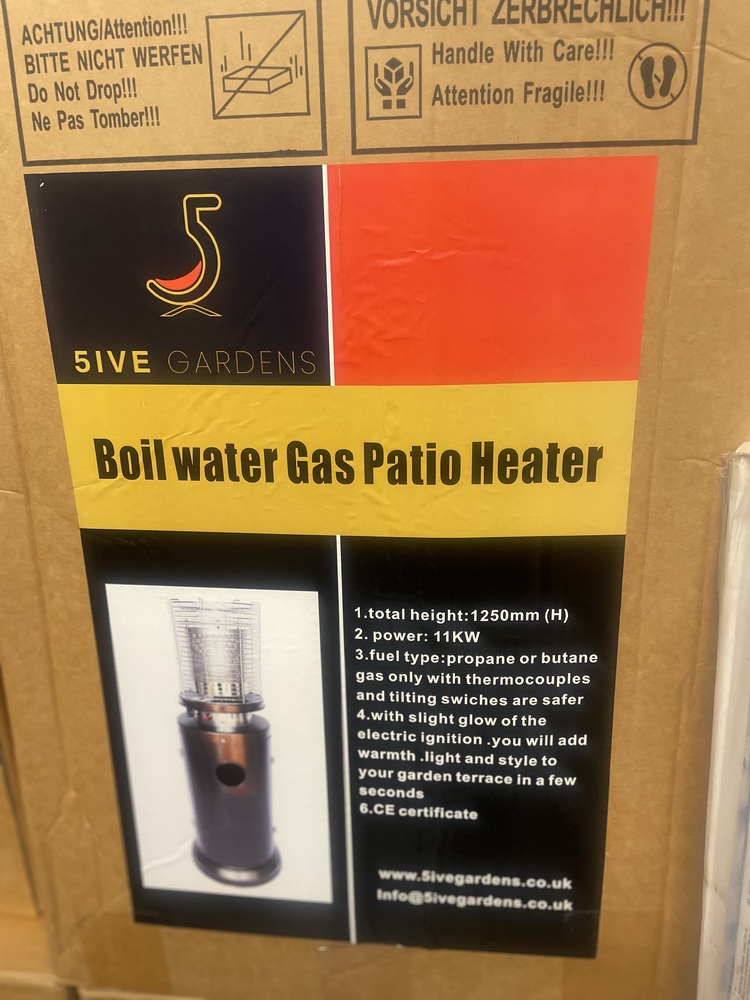 ACHTUNG/Attention!!!
BITTE NICHT WERFEN
Do Not Drop!!!
Ne Pas Tomber!!!
VORSICHT ZERBRECHLICH!!!
Handle With Care!!!
Attention Fragile!!!
5IVE GARDENS
Boil water Gas Patio Heater
1.total height:1250mm (H)
2. power: 11KW
3.fuel type:propane or butane
gas only with thermocouples
and tilting swiches are safer
4.with slight glow of the
electric ignition .you will add
warmth .light and style to
your garden terrace in a few
seconds
6.CE certificate
www.5ivegardens.co.uk
Info@5ivegardens.co.uk